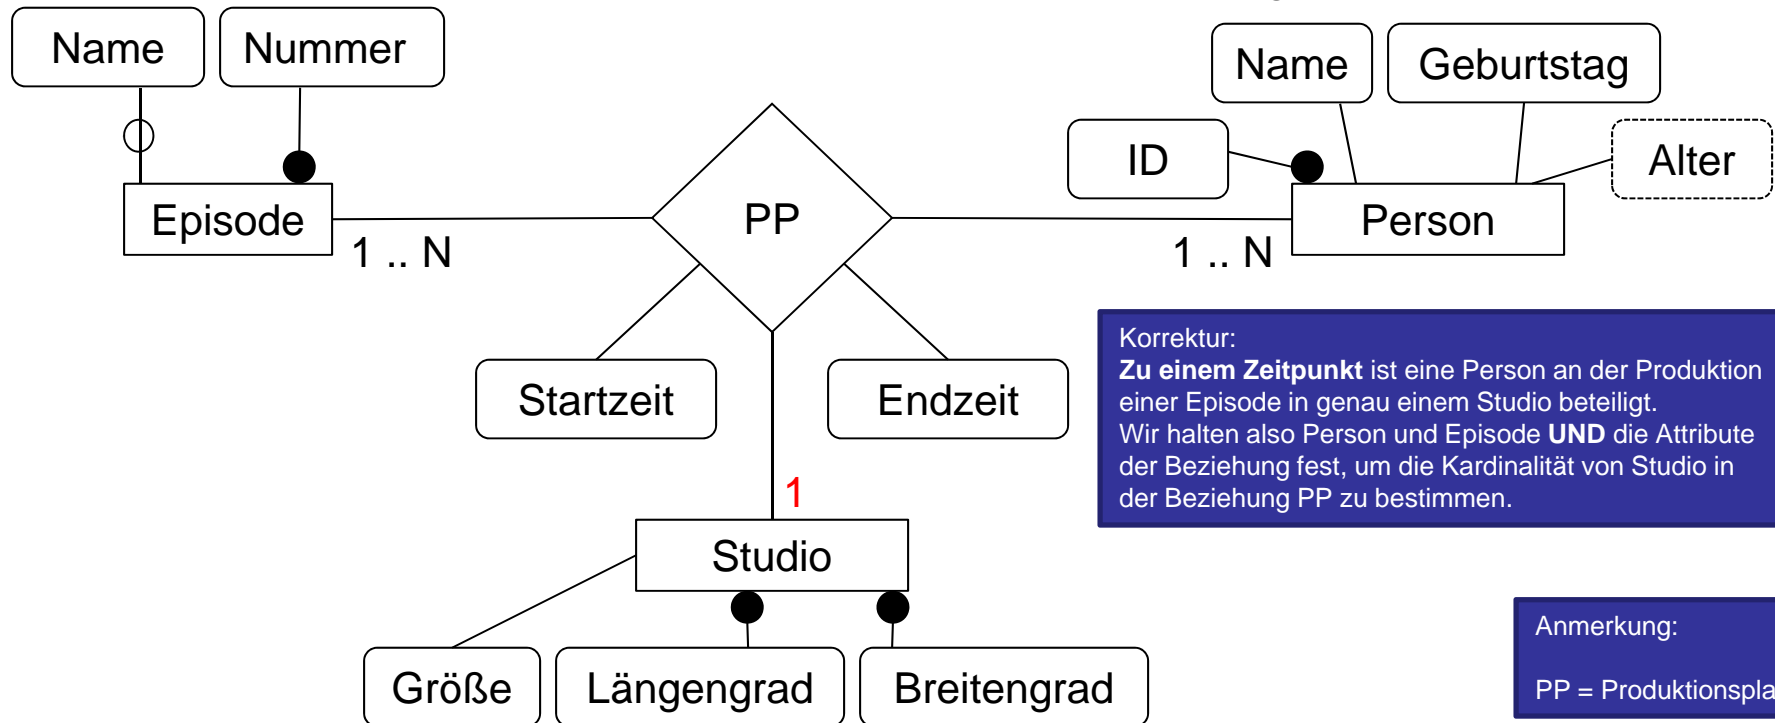 Name
Nummer
Name
Geburtstag
ID
Alter
Episode
PP
Person
1 .. N
1 .. N
Startzeit
Endzeit
Korrektur:
Zu einem Zeitpunkt ist eine Person an der Produktion
einer Episode in genau einem Studio beteiligt.
Wir halten also Person und Episode UND die Attribute
der Beziehung fest, um die Kardinalität von Studio in
der Beziehung PP zu bestimmen.
1
Studio
Größe
Längengrad
Breitengrad
Anmerkung:
PP = Produktionspla